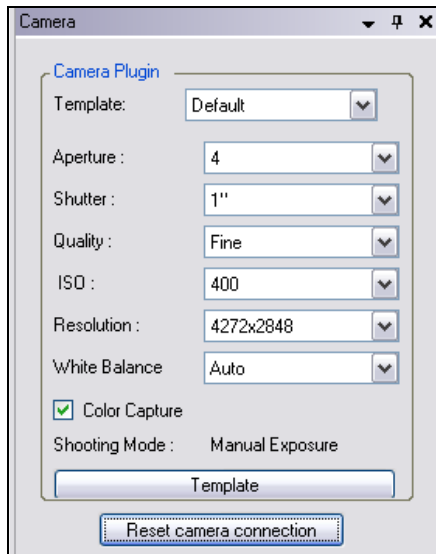 Camera
Camera Plugin
Template: Default
Aperture : 4
Shutter : 1''
Quality : Fine
ISO : 400
Resolution : 4272x2848
White Balance Auto
Color Capture
Shooting Mode : Manual Exposure
Template
Reset camera connection